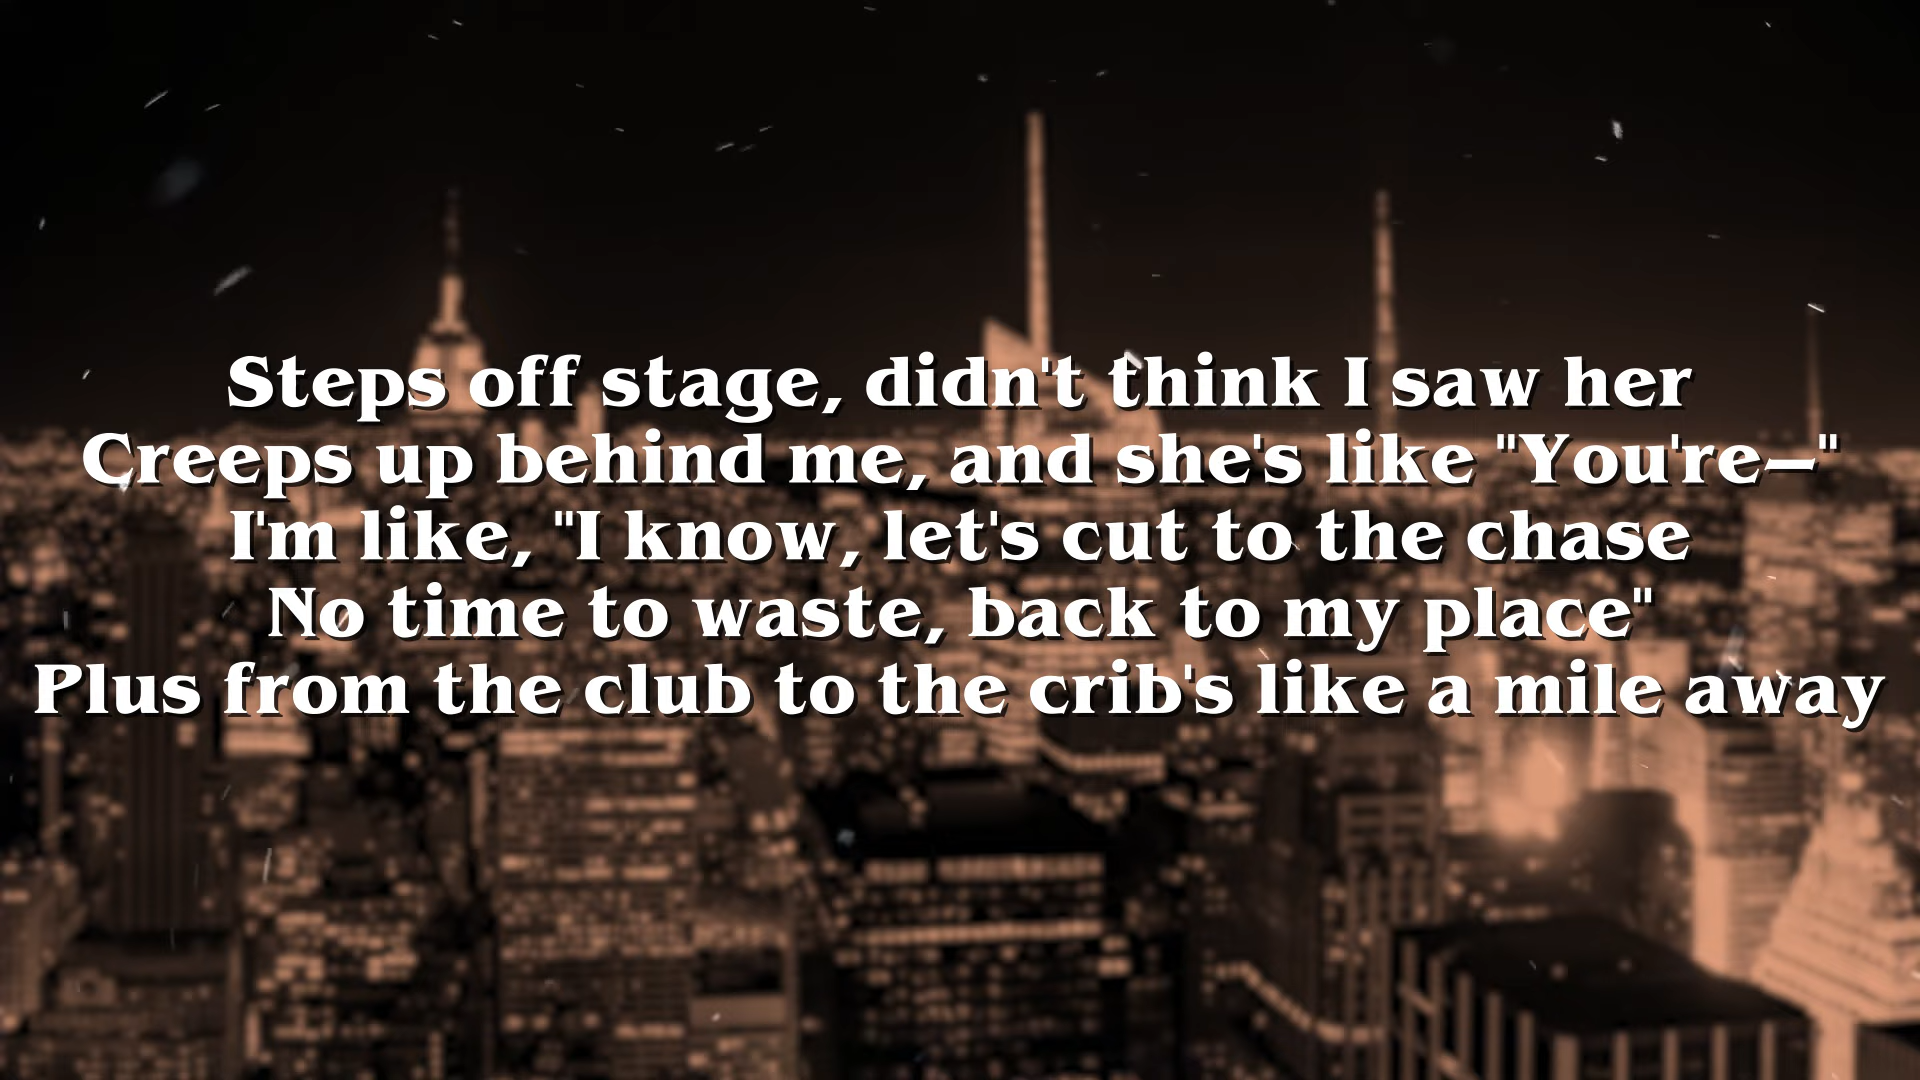 Steps off stage, didn't think I saw her
Creeps up behind me, and she's like "You're—"
I'm like, "I know, let's cut to the chase
No time to waste, back to my place"
Plus from the club to the crib's like a mile away